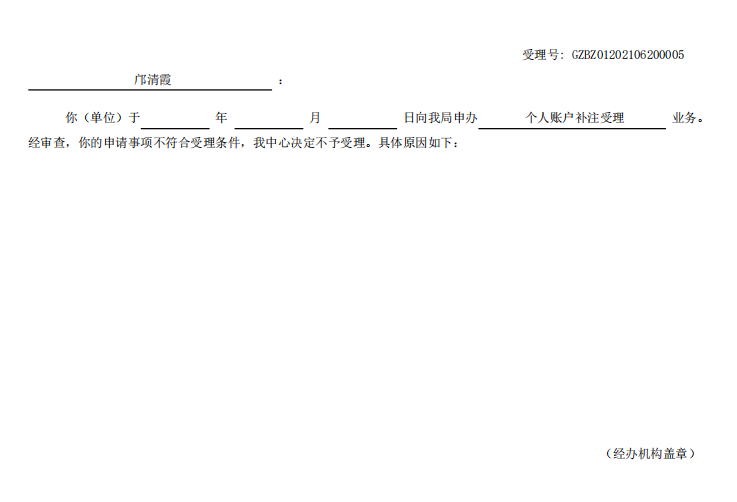 受理号: GZBZ01202106200005
邝清霞 :
你（单位）于 年 月 日向我局申办 个人账户补注受理 业务。
经审查，你的申请事项不符合受理条件，我中心决定不予受理。具体原因如下:
（经办机构盖章）